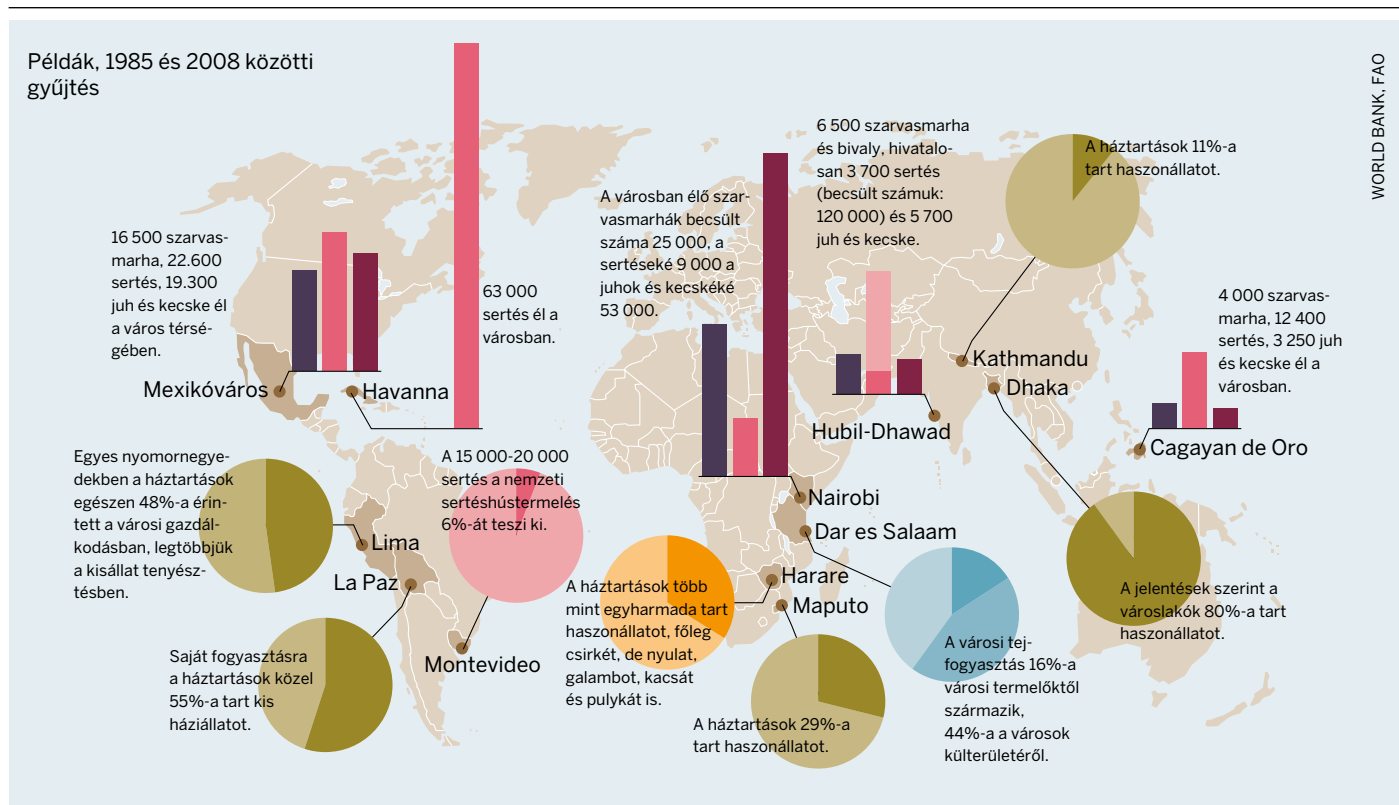 Példák, 1985 és 2008 közötti
gyűjtés
WORLD BANK, FAO
16 500 szarvas-
marha, 22.600
sertés, 19.300
juh és kecske él
a város térsé-
gében.
Mexikóváros
63 000
sertés él a
városban.
Havanna
A városban élő szar-
vasmarhák becsült
száma 25 000, a
sertéseké 9 000 a
juhok és kecskéké
53 000.
Nairobi
6 500 szarvasmarha
és bivaly, hivatalo-
san 3 700 sertés
(becsült számuk:
120 000) és 5 700
juh és kecske.
Hubil-Dhawad
A háztartások 11%-a
tart haszonállatot.
Kathmandu
Dhaka
4 000 szarvas-
marha, 12 400
sertés, 3 250 juh
és kecske él a
városban.
Cagayan de Oro
Egyes nyomornegye-
dekben a háztartások
egészen 48%-a érin-
tett a városi gazdál-
kodásban, legtöbbjük
a kisállat tenyész-
tésben.
Lima
A 15 000-20 000
sertés a nemzeti
sertéshústermelés
6%-át teszi ki.
La Paz
Montevideo
Saját fogyasztásra
a háztartások közel
55%-a tart kis
háziállatot.
Dar es Salaam
Harare
Maputo
A háztartások több
mint egyharmada tart
haszonállatot, főleg
csirkét, de nyulat,
galambot, kacsát
és pulykát is.
A háztartások 29%-a
tart haszonállatot.
A városi tej-
fogyasztás 16%-a
városi termelőktől
származik,
44%-a a városok
külterületéről.
A jelentések szerint a
városlakók 80%-a tart
haszonállatot.